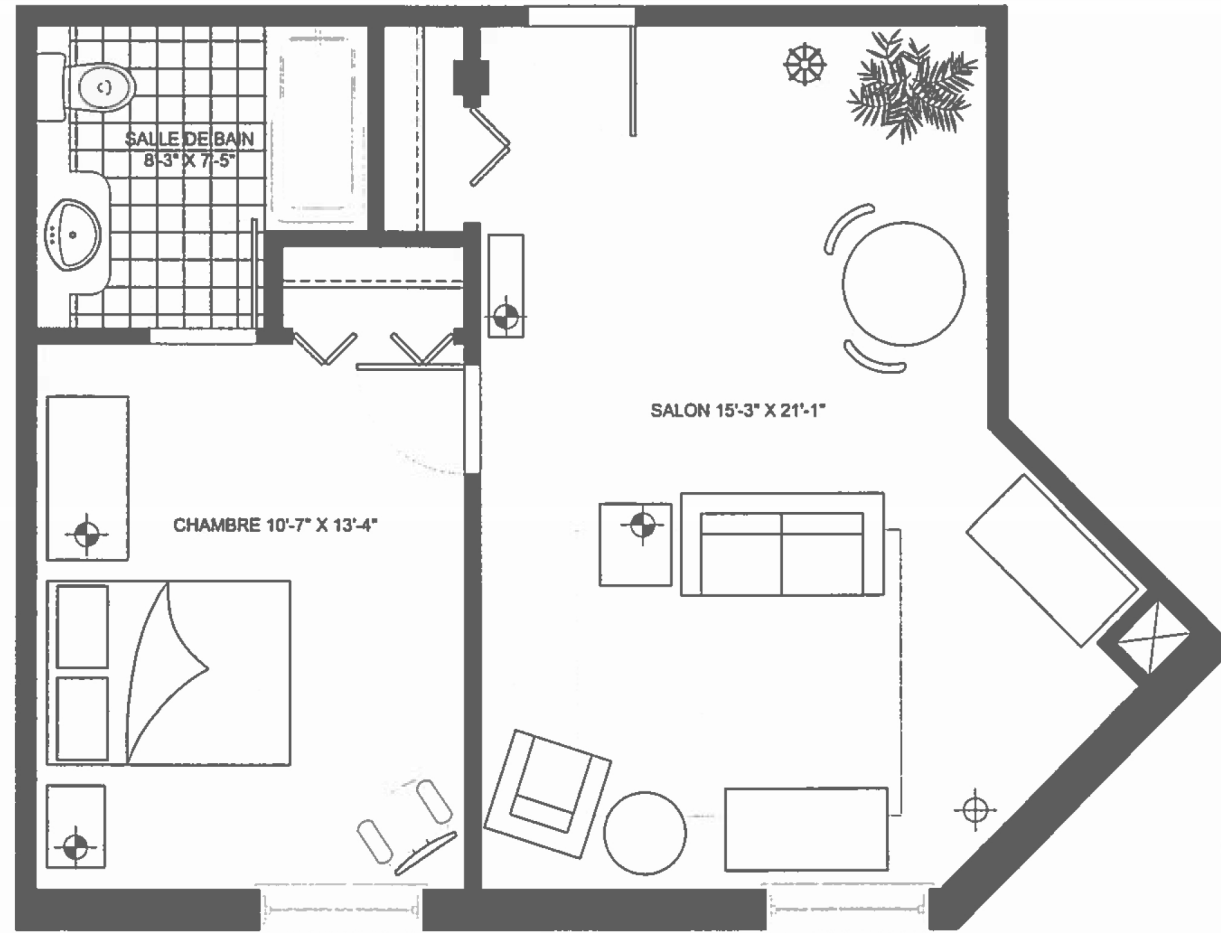 SALLE DE BAIN
8'-3" X 7'-5"
SALON 15'-3" X 21'-1"
CHAMBRE 10'-7" X 13'-4"